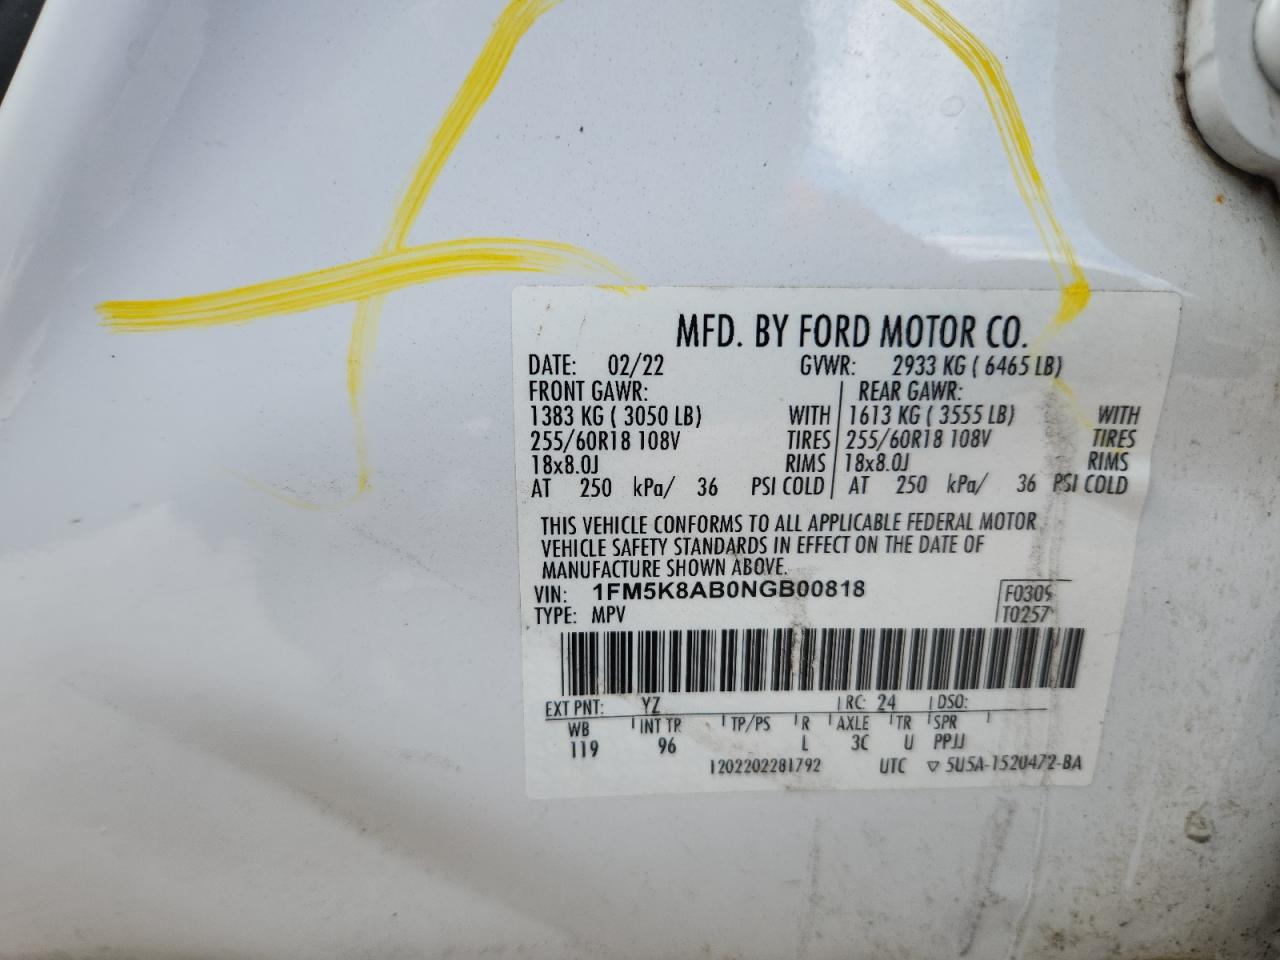 MFD. BY FORD MOTOR CO.
DATE: 02/22 GVWR: 2933 KG ( 6465 LB)
FRONT GAWR: REAR GAWR:
1383 KG ( 3050 LB) WITH 1613 KG ( 3555 LB) WITH
255/60R18 108V TIRES 255/60R18 108V TIRES
18x8.0J RIMS 18x8.0J RIMS
AT 250 kPa/ 36 PSI COLD AT 250 kPa/ 36 PSI COLD
THIS VEHICLE CONFORMS TO ALL APPLICABLE FEDERAL MOTOR
VEHICLE SAFETY STANDARDS IN EFFECT ON THE DATE OF
MANUFACTURE SHOWN ABOVE.
VIN: 1FM5K8AB0NGB00818 F0309
TYPE: MPV T0257
EXT PNT: YZ RC: 24 DSO:
WB INT TR TP/PS R AXLE TR SPR
119 96 L 3C U PPJJ
1202202281792 UTC ▽ 5U5A-1520472-BA